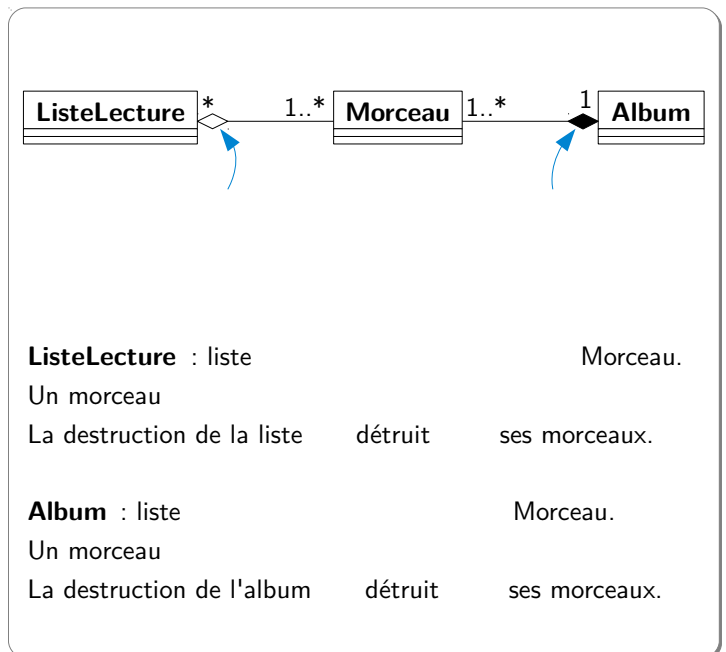 ListeLecture * 1..* Morceau 1..* 1 Album
ListeLecture : liste Morceau.
Un morceau
La destruction de la liste détruit ses morceaux.
Album : liste Morceau.
Un morceau
La destruction de l'album détruit ses morceaux.